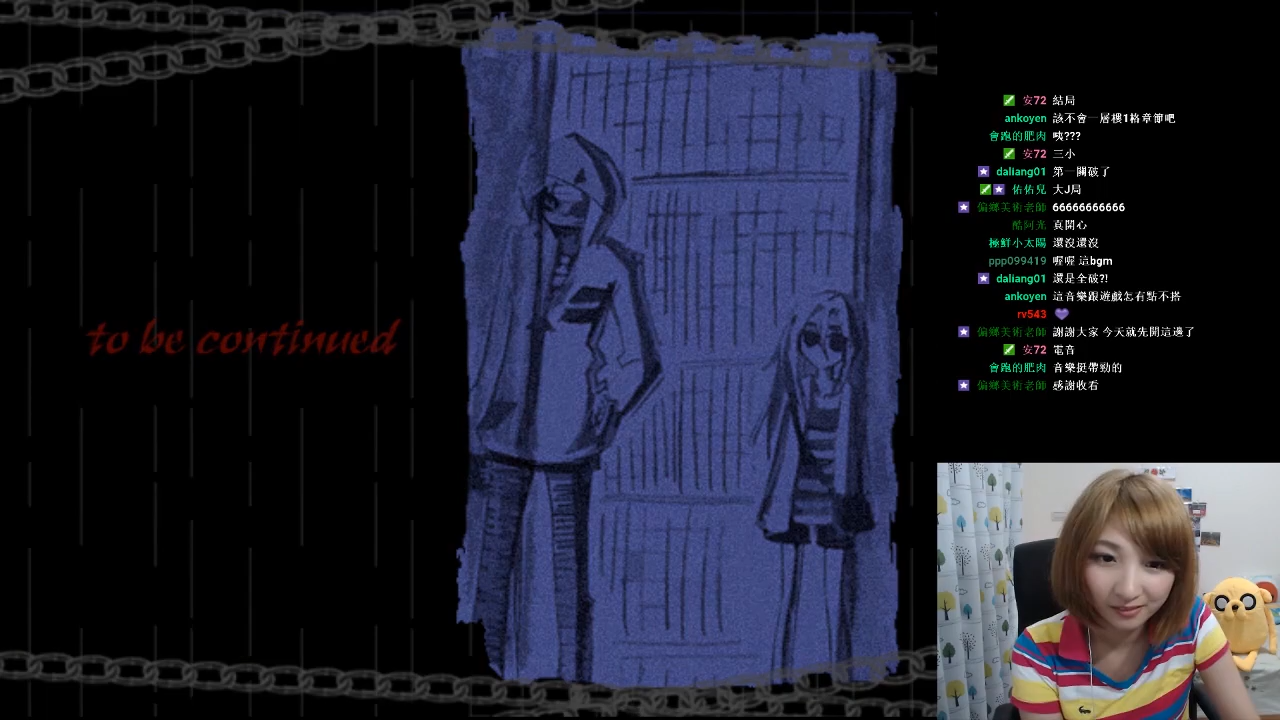 to be continued
安72 結局
ankoyen 該不會一層樓1格章節吧
會跑的肥肉 咦???
安72 三小
daliang01 第一關破了
佑佑兒 大J局
偏鄉美術老師 66666666666
酷阿光 真開心
極鮮小太陽 還沒還沒
ppp099419 喔喔 這bgm
daliang01 還是全破?!
ankoyen 這音樂跟遊戲怎有點不搭
rv543
偏鄉美術老師 謝謝大家 今天就先開這邊了
安72 電音
會跑的肥肉 音樂挺帶勁的
偏鄉美術老師 感謝收看